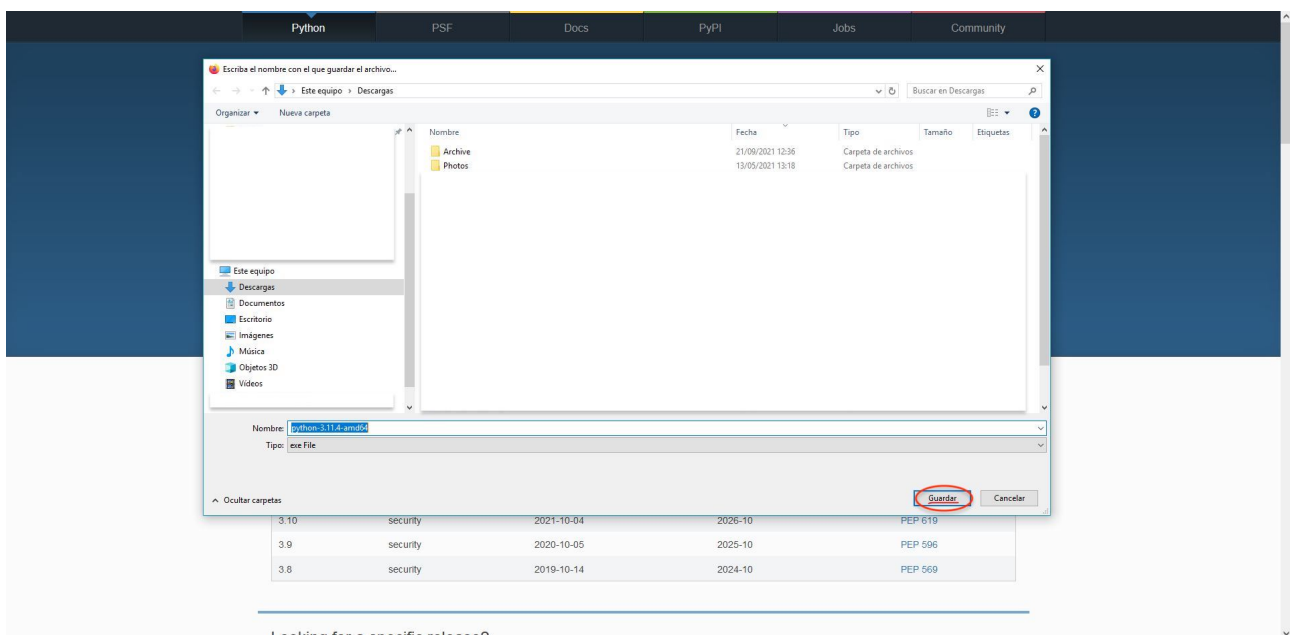 Python PSF Docs PyPI Jobs Community
Escriba el nombre con el que guardar el archivo...
Este equipo › Descargas
Buscar en Descargas
Organizar Nueva carpeta
Nombre Fecha Tipo Tamaño Etiquetas
Archive 21/09/2021 12:36 Carpeta de archivos
Photos 13/05/2021 13:18 Carpeta de archivos
Este equipo
Descargas
Documentos
Escritorio
Imágenes
Música
Objetos 3D
Vídeos
Nombre: python-3.11.4-amd64
Tipo: exe File
Ocultar carpetas
Guardar Cancelar
3.10 security 2021-10-04 2026-10 PEP 619
3.9 security 2020-10-05 2025-10 PEP 596
3.8 security 2019-10-14 2024-10 PEP 569
Looking for a specific release?